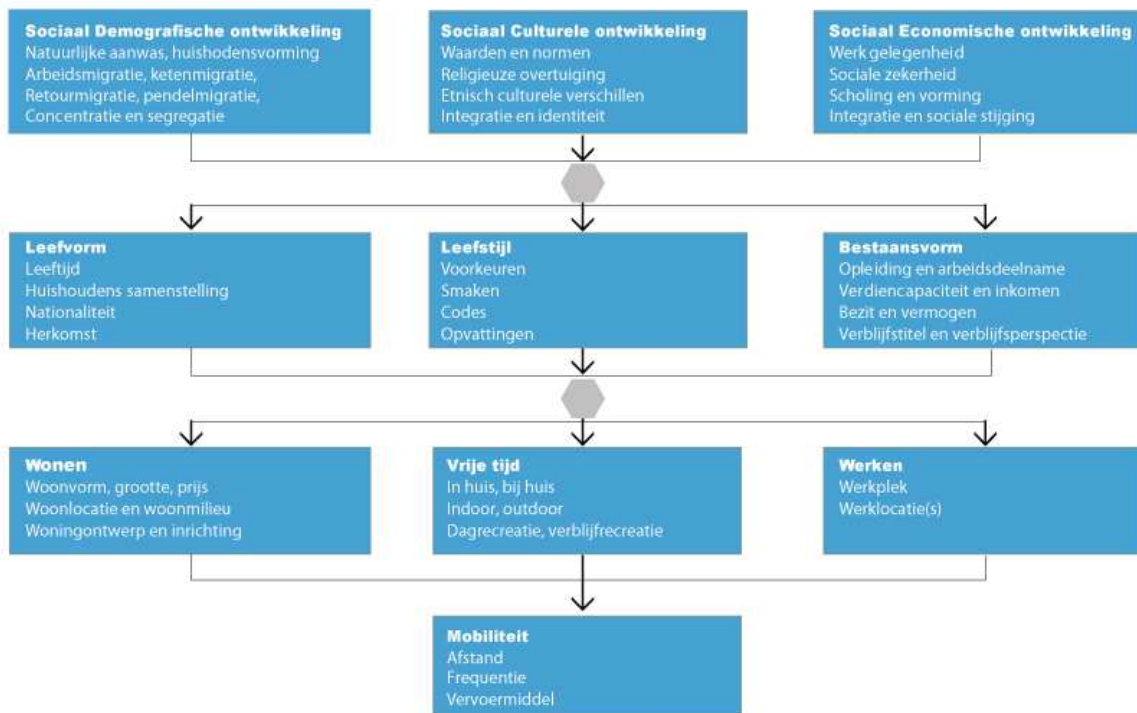 Sociaal Demografische ontwikkeling
Natuurlijke aanwas, huishodensvorming
Arbeidsmigratie, ketenmigratie,
Retourmigratie, pendelmigratie,
Concentratie en segregatie
Sociaal Culturele ontwikkeling
Waarden en normen
Religieuze overtuiging
Etnisch culturele verschillen
Integratie en identiteit
Sociaal Economische ontwikkeling
Werk gelegenheid
Sociale zekerheid
Scholing en vorming
Integratie en sociale stijging
Leefvorm
Leeftijd
Huishoudens samenstelling
Nationaliteit
Herkomst
Leefstijl
Voorkeuren
Smaken
Codes
Opvattingen
Bestaansvorm
Opleiding en arbeidsdeelname
Verdiencapaciteit en inkomen
Bezit en vermogen
Verblijfstitel en verblijfsperspectie
Wonen
Woonvorm, grootte, prijs
Woonlocatie en woonmilieu
Woningontwerp en inrichting
Vrije tijd
In huis, bij huis
Indoor, outdoor
Dagrecreatie, verblijfrecreatie
Werken
Werkplek
Werklocatie(s)
Mobiliteit
Afstand
Frequentie
Vervoermiddel